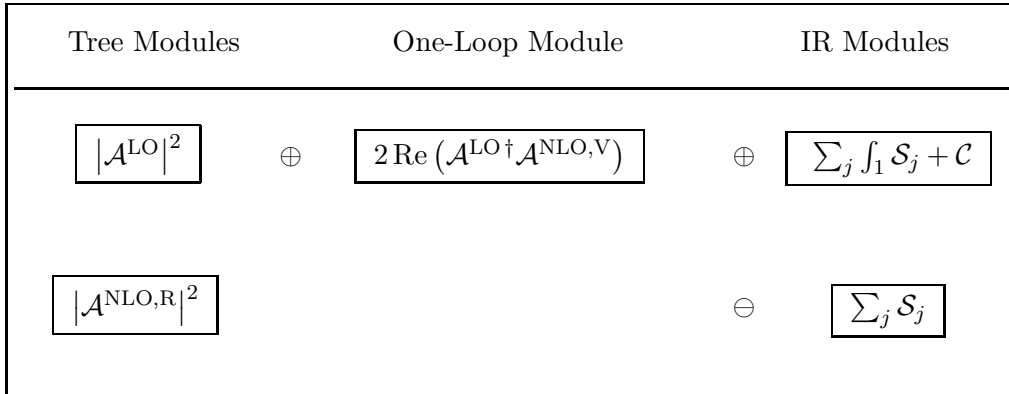 Tree Modules One-Loop Module IR Modules
|𝒜^LO|^2 ⊕ 2 Re (𝒜^{LO †} 𝒜^{NLO,V}) ⊕ ∑_j ∫_1 𝒮_j + 𝒞
|𝒜^{NLO,R}|^2 ⊖ ∑_j 𝒮_j